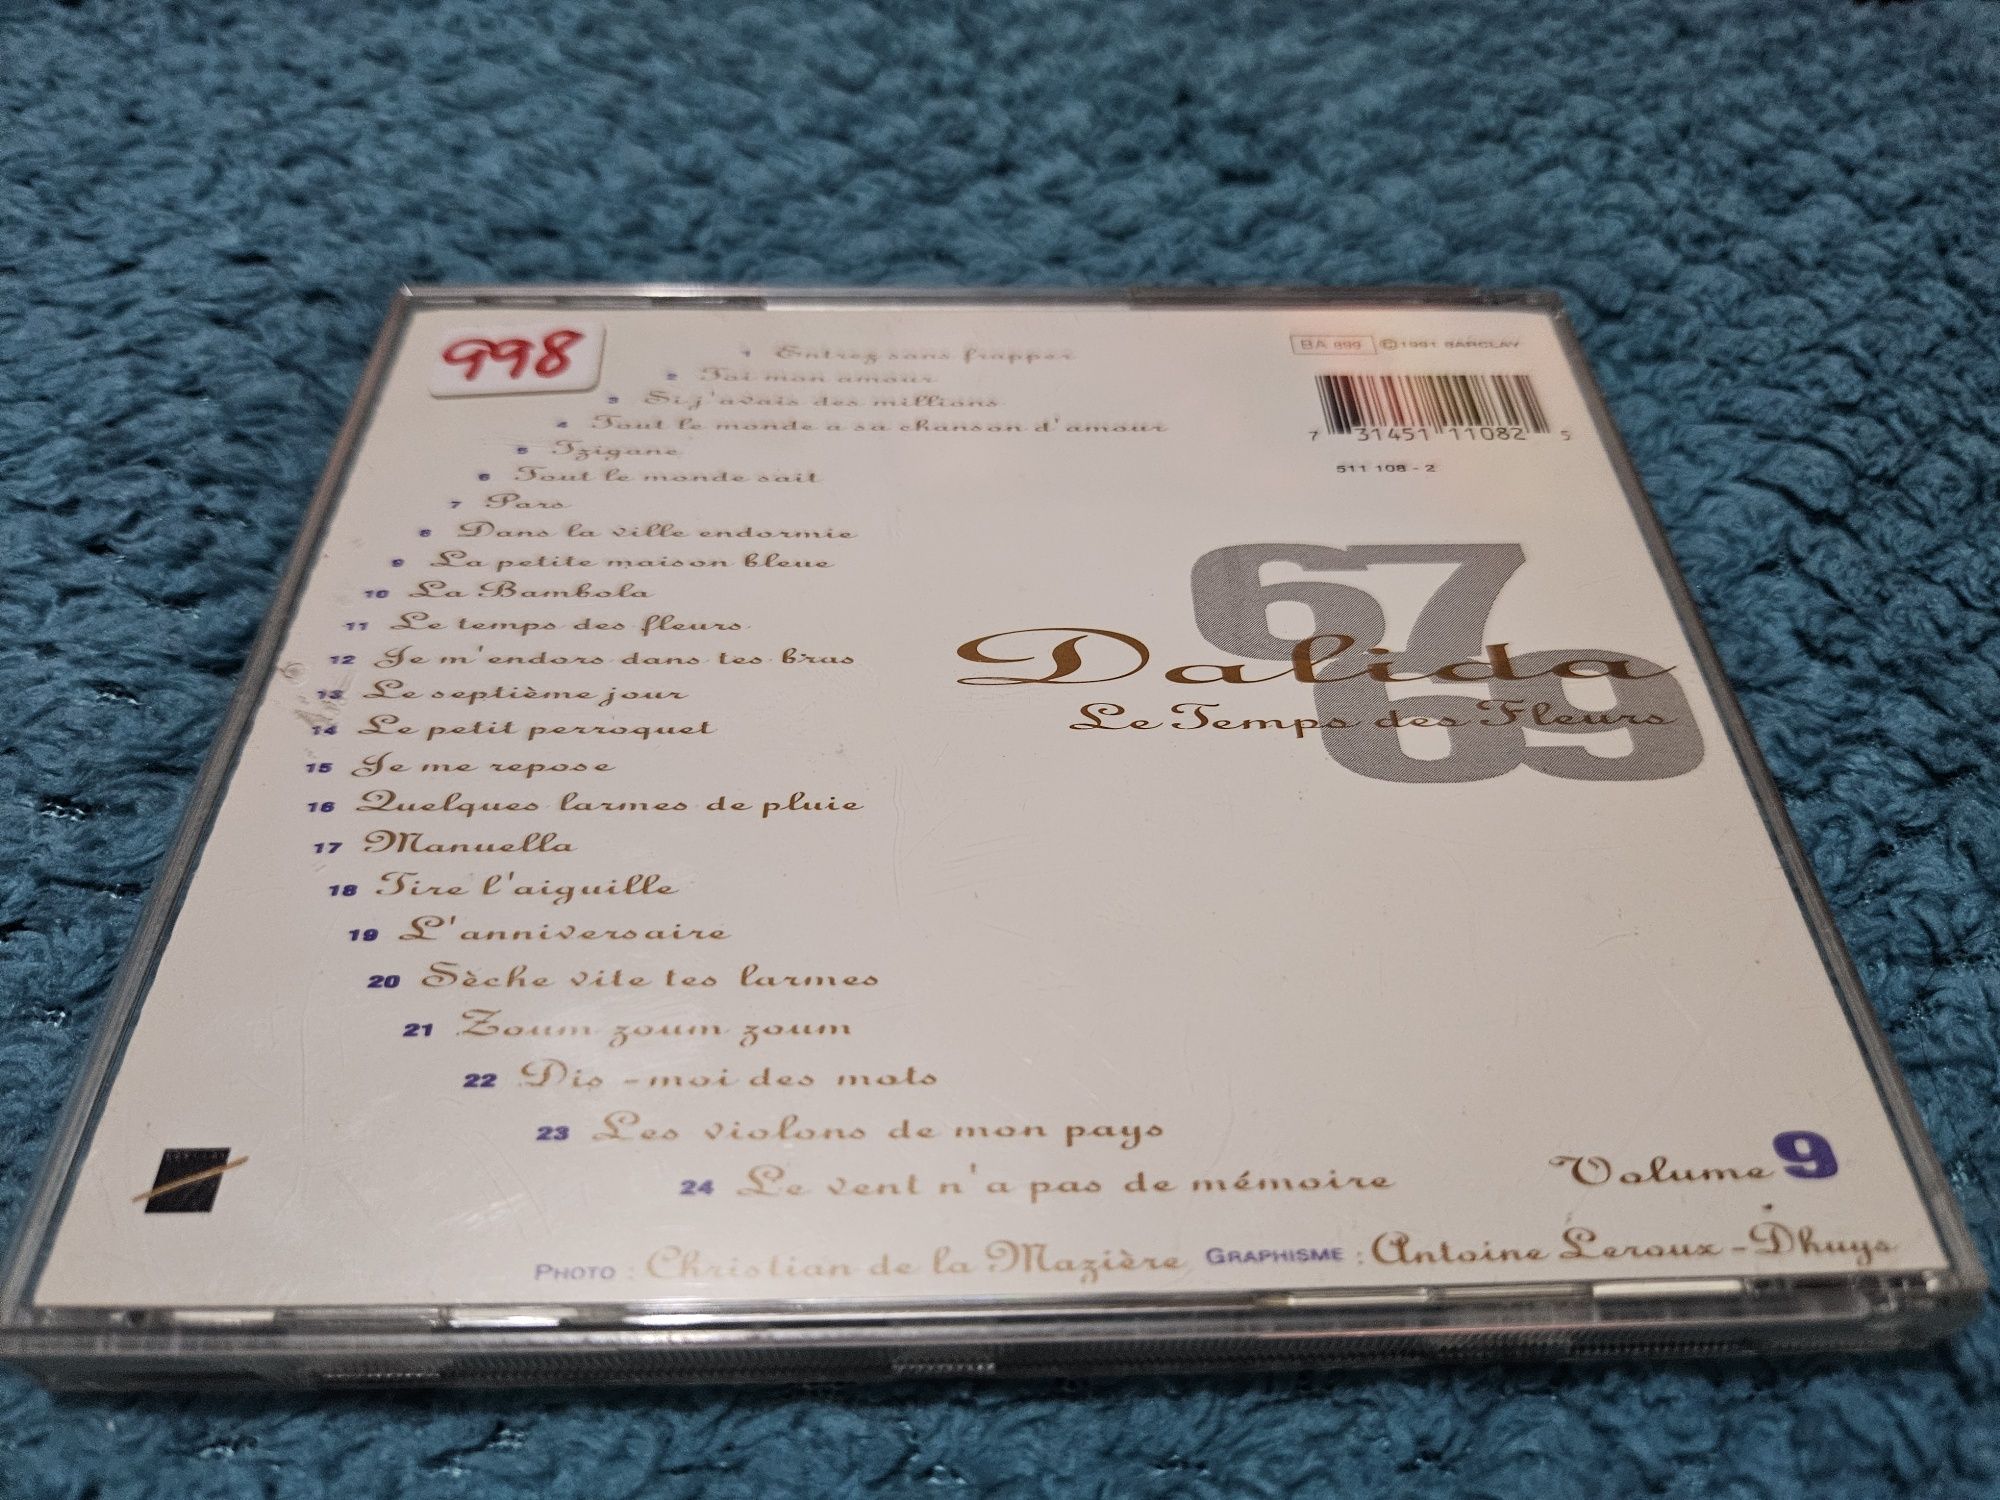 998
BA 999 ©1991 BARCLAY
7 31451 11082 5
511 108 - 2
1 Entrez sans frapper
2 Toi mon amour
3 Si j'avais des millions
4 Tout le monde a sa chanson d'amour
5 Tzigane
6 Tout le monde sait
7 Pars
8 Dans la ville endormie
9 La petite maison bleue
10 La Bambola
11 Le temps des fleurs
12 Je m'endors dans tes bras
13 Le septième jour
14 Le petit perroquet
15 Je me repose
16 Quelques larmes de pluie
17 Manuella
18 Tire l'aiguille
19 L'anniversaire
20 Sèche vite tes larmes
21 Zoum zoum zoum
22 Dis - moi des mots
23 Les violons de mon pays
24 Le vent n'a pas de mémoire
67
Dalida
69
Le Temps des Fleurs
Volume 9
PHOTO : Christian de la Mazière GRAPHISME : Antoine Leroux - Dhuys